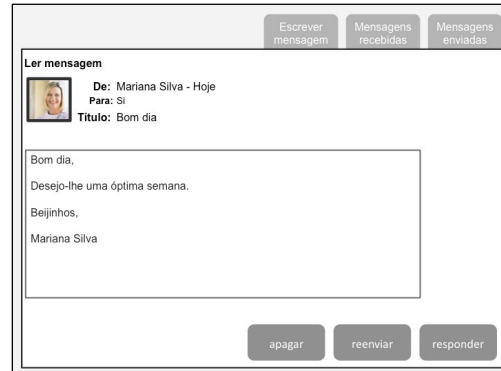 Escrever
mensagem
Mensagens
recebidas
Mensagens
enviadas
Ler mensagem
De: Mariana Silva - Hoje
Para: Si
Título: Bom dia
Bom dia,
Desejo-lhe uma óptima semana.
Beijinhos,
Mariana Silva
apagar
reenviar
responder